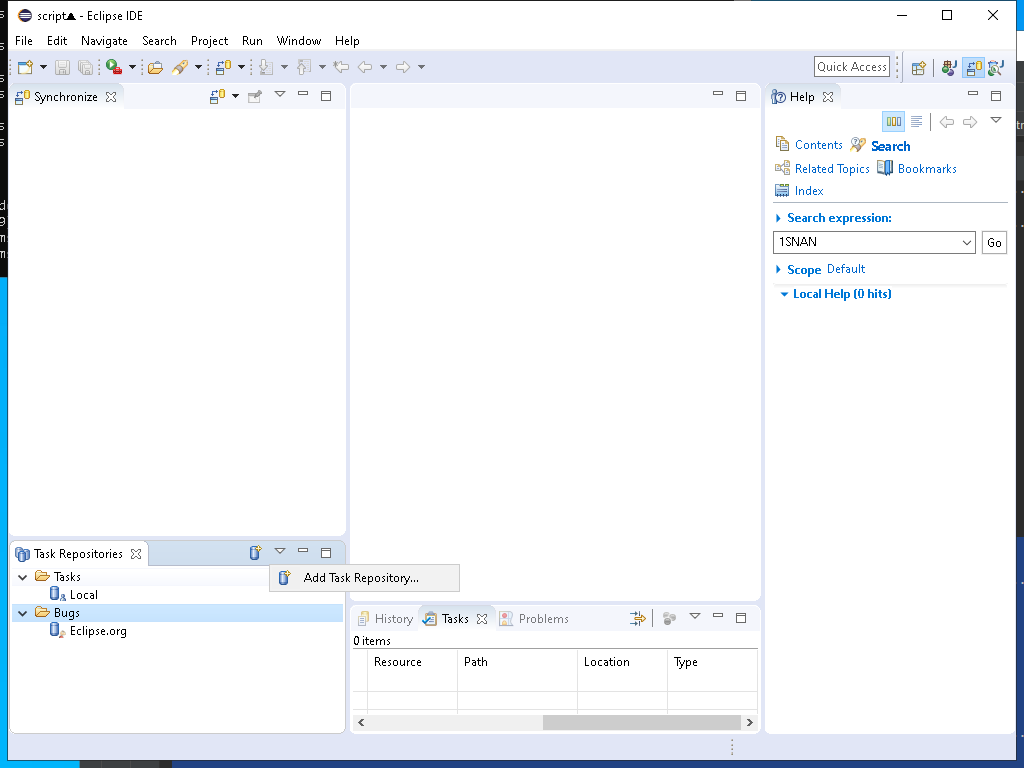 script▲ - Eclipse IDE
File Edit Navigate Search Project Run Window Help
Quick Access
Synchronize
Help
Contents Search
Related Topics Bookmarks
Index
Search expression:
1SNAN Go
Scope Default
Local Help (0 hits)
Task Repositories
Tasks
Local
Bugs
Eclipse.org
Add Task Repository...
History Tasks Problems
0 items
Resource Path Location Type